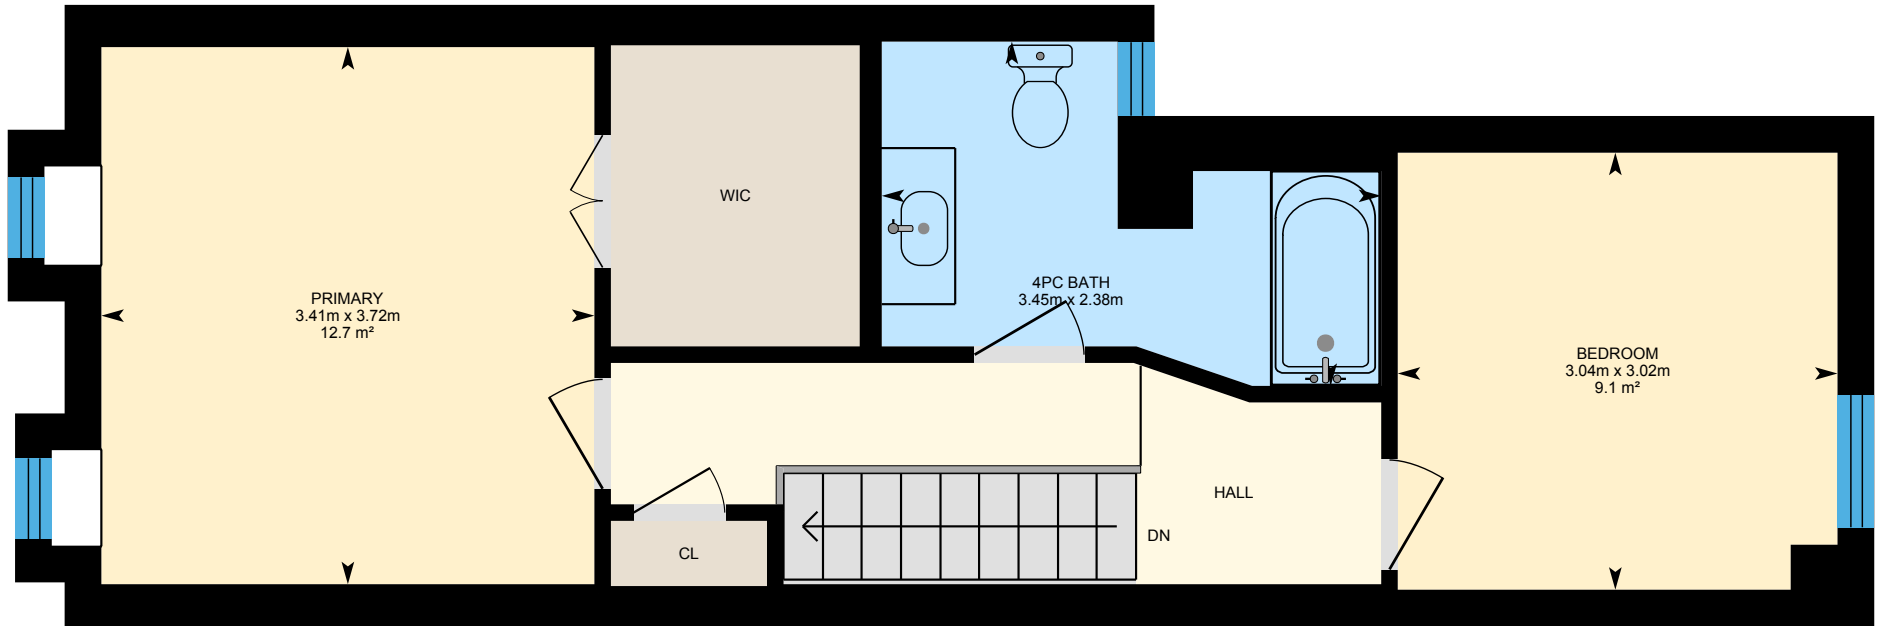 WIC
PRIMARY
3.41m x 3.72m
12.7 m²
4PC BATH
3.45m x 2.38m
BEDROOM
3.04m x 3.02m
9.1 m²
HALL
DN
CL